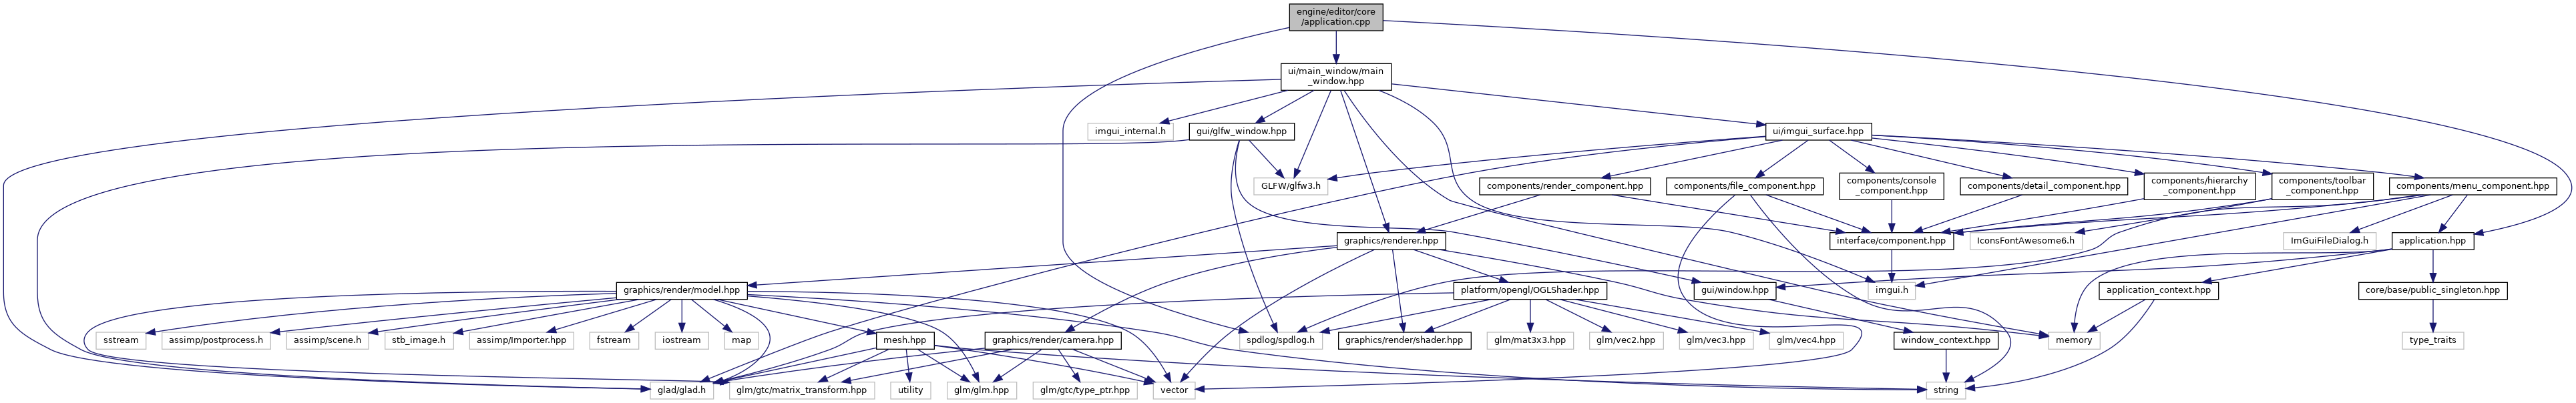 engine/editor/core
/application.cpp
ui/main_window/main
_window.hpp
imgui_internal.h
gui/glfw_window.hpp
ui/imgui_surface.hpp
GLFW/glfw3.h
components/render_component.hpp
components/file_component.hpp
components/console
_component.hpp
components/detail_component.hpp
components/hierarchy
_component.hpp
components/toolbar
_component.hpp
components/menu_component.hpp
graphics/renderer.hpp
interface/component.hpp
IconsFontAwesome6.h
ImGuiFileDialog.h
application.hpp
graphics/render/model.hpp
platform/opengl/OGLShader.hpp
gui/window.hpp
imgui.h
application_context.hpp
core/base/public_singleton.hpp
sstream
assimp/postprocess.h
assimp/scene.h
stb_image.h
assimp/Importer.hpp
fstream
iostream
map
mesh.hpp
graphics/render/camera.hpp
spdlog/spdlog.h
graphics/render/shader.hpp
glm/mat3x3.hpp
glm/vec2.hpp
glm/vec3.hpp
glm/vec4.hpp
window_context.hpp
memory
type_traits
glad/glad.h
glm/gtc/matrix_transform.hpp
utility
glm/glm.hpp
glm/gtc/type_ptr.hpp
vector
string